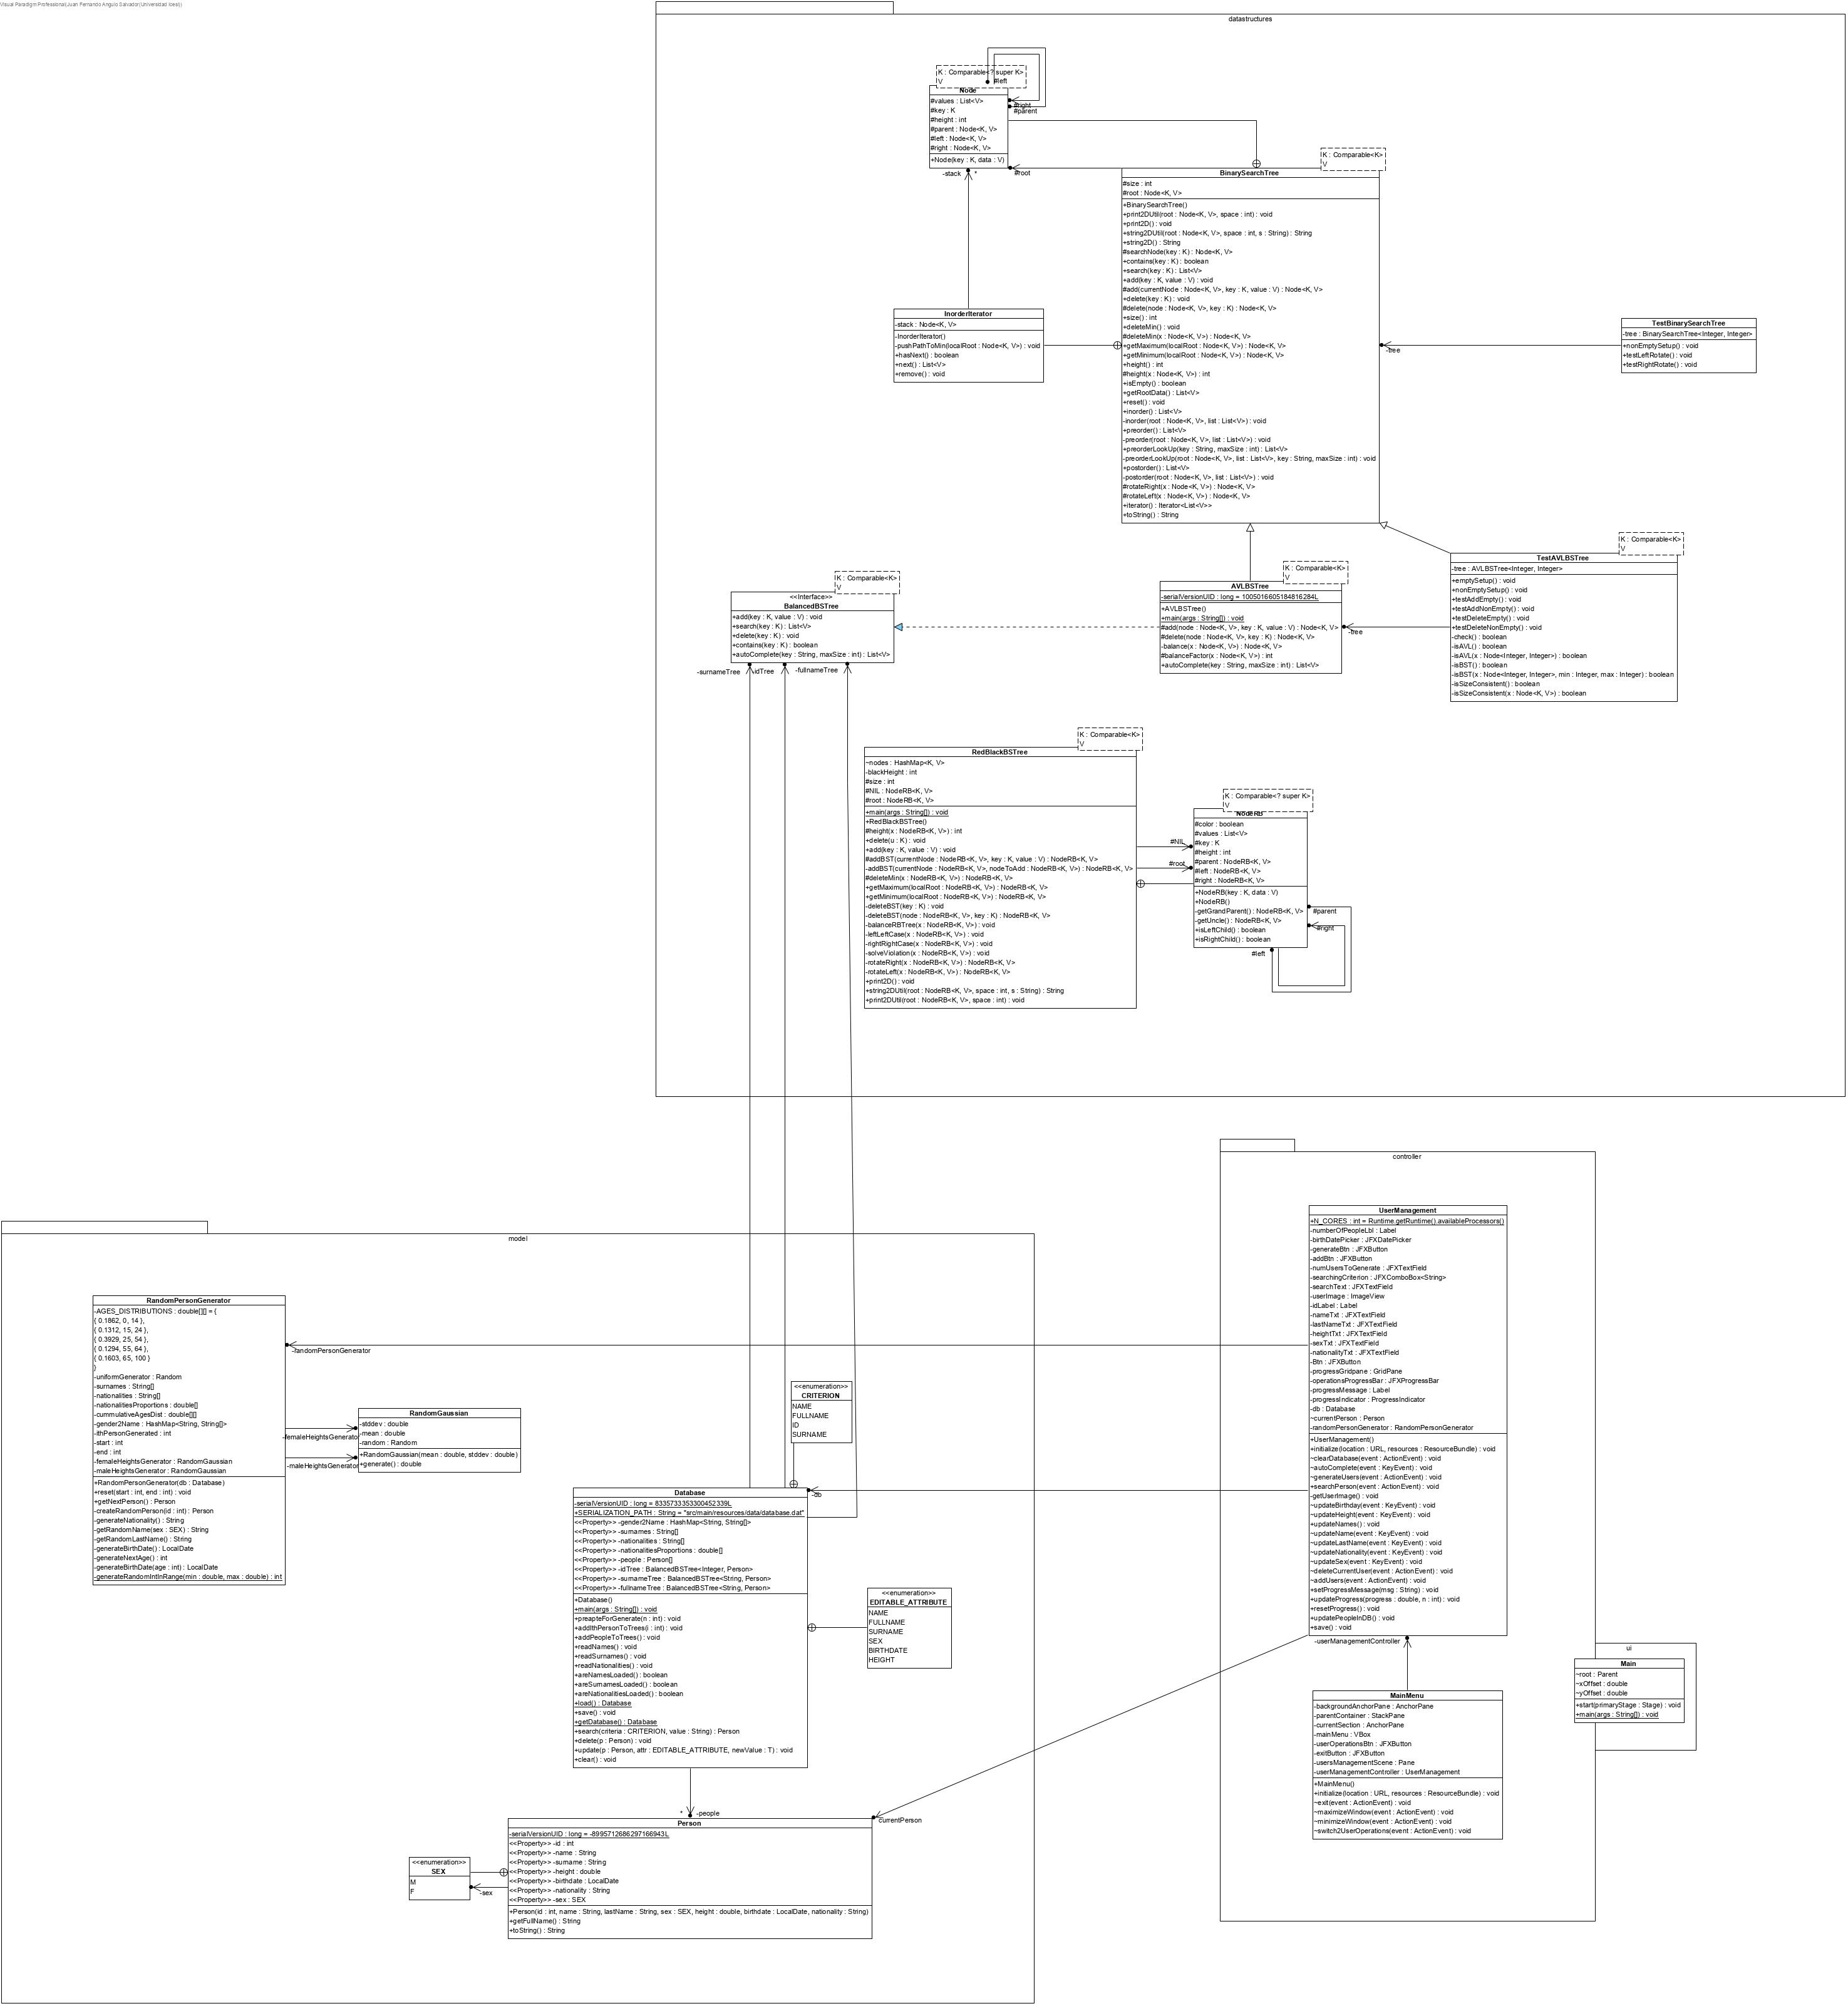 Visual Paradigm Professional(Juan Fernando Angulo Salvador(Universidad Icesi))
datastructures
K : Comparable<? super K>
V
#left
Node
#values : List<V>
#key : K
#height : int
#parent : Node<K, V>
#left : Node<K, V>
#right : Node<K, V>
+Node(key : K, data : V)
#right
#parent
-stack
*
#root
K : Comparable<K>
V
BinarySearchTree
#size : int
#root : Node<K, V>
+BinarySearchTree()
+print2DUtil(root : Node<K, V>, space : int) : void
+print2D() : void
+string2DUtil(root : Node<K, V>, space : int, s : String) : String
+string2D() : String
#searchNode(key : K) : Node<K, V>
+contains(key : K) : boolean
+search(key : K) : List<V>
+add(key : K, value : V) : void
#add(currentNode : Node<K, V>, key : K, value : V) : Node<K, V>
+delete(key : K) : void
#delete(node : Node<K, V>, key : K) : Node<K, V>
+size() : int
+deleteMin() : void
#deleteMin(x : Node<K, V>) : Node<K, V>
+getMaximum(localRoot : Node<K, V>) : Node<K, V>
+getMinimum(localRoot : Node<K, V>) : Node<K, V>
+height() : int
#height(x : Node<K, V>) : int
+isEmpty() : boolean
+getRootData() : List<V>
+reset() : void
+inorder() : List<V>
-inorder(root : Node<K, V>, list : List<V>) : void
+preorder() : List<V>
-preorder(root : Node<K, V>, list : List<V>) : void
+preorderLookUp(key : String, maxSize : int) : List<V>
-preorderLookUp(root : Node<K, V>, list : List<V>, key : String, maxSize : int) : void
+postorder() : List<V>
-postorder(root : Node<K, V>, list : List<V>) : void
#rotateRight(x : Node<K, V>) : Node<K, V>
#rotateLeft(x : Node<K, V>) : Node<K, V>
+iterator() : Iterator<List<V>>
+toString() : String
InorderIterator
-stack : Node<K, V>
-InorderIterator()
-pushPathToMin(localRoot : Node<K, V>) : void
+hasNext() : boolean
+next() : List<V>
+remove() : void
TestBinarySearchTree
-tree : BinarySearchTree<Integer, Integer>
+nonEmptySetup() : void
+testLeftRotate() : void
+testRightRotate() : void
-tree
K : Comparable<K>
V
TestAVLBSTree
-tree : AVLBSTree<Integer, Integer>
+emptySetup() : void
+nonEmptySetup() : void
+testAddEmpty() : void
+testAddNonEmpty() : void
+testDeleteEmpty() : void
+testDeleteNonEmpty() : void
-check() : boolean
-isAVL() : boolean
-isAVL(x : Node<Integer, Integer>) : boolean
-isBST() : boolean
-isBST(x : Node<Integer, Integer>, min : Integer, max : Integer) : boolean
-isSizeConsistent() : boolean
-isSizeConsistent(x : Node<K, V>) : boolean
K : Comparable<K>
V
AVLBSTree
-serialVersionUID : long = 1005016605184816284L
+AVLBSTree()
+main(args : String[]) : void
#add(node : Node<K, V>, key : K, value : V) : Node<K, V>
#delete(node : Node<K, V>, key : K) : Node<K, V>
-balance(x : Node<K, V>) : Node<K, V>
#balanceFactor(x : Node<K, V>) : int
+autoComplete(key : String, maxSize : int) : List<V>
-tree
K : Comparable<K>
V
<<Interface>>
BalancedBSTree
+add(key : K, value : V) : void
+search(key : K) : List<V>
+delete(key : K) : void
+contains(key : K) : boolean
+autoComplete(key : String, maxSize : int) : List<V>
-surnameTree
-idTree
-fullnameTree
K : Comparable<K>
V
RedBlackBSTree
~nodes : HashMap<K, V>
-blackHeight : int
#size : int
#NIL : NodeRB<K, V>
#root : NodeRB<K, V>
+main(args : String[]) : void
+RedBlackBSTree()
#height(x : NodeRB<K, V>) : int
+delete(u : K) : void
+add(key : K, value : V) : void
#addBST(currentNode : NodeRB<K, V>, key : K, value : V) : NodeRB<K, V>
-addBST(currentNode : NodeRB<K, V>, nodeToAdd : NodeRB<K, V>) : NodeRB<K, V>
#deleteMin(x : NodeRB<K, V>) : NodeRB<K, V>
+getMaximum(localRoot : NodeRB<K, V>) : NodeRB<K, V>
+getMinimum(localRoot : NodeRB<K, V>) : NodeRB<K, V>
-deleteBST(key : K) : void
-deleteBST(node : NodeRB<K, V>, key : K) : NodeRB<K, V>
-balanceRBTree(x : NodeRB<K, V>) : void
-leftLeftCase(x : NodeRB<K, V>) : void
-rightRightCase(x : NodeRB<K, V>) : void
-solveViolation(x : NodeRB<K, V>) : void
-rotateRight(x : NodeRB<K, V>) : NodeRB<K, V>
-rotateLeft(x : NodeRB<K, V>) : NodeRB<K, V>
+print2D() : void
+string2DUtil(root : NodeRB<K, V>, space : int, s : String) : String
+print2DUtil(root : NodeRB<K, V>, space : int) : void
#NIL
#root
K : Comparable<? super K>
V
NodeRB
#color : boolean
#values : List<V>
#key : K
#height : int
#parent : NodeRB<K, V>
#left : NodeRB<K, V>
#right : NodeRB<K, V>
+NodeRB(key : K, data : V)
+NodeRB()
-getGrandParent() : NodeRB<K, V>
-getUncle() : NodeRB<K, V>
+isLeftChild() : boolean
+isRightChild() : boolean
#parent
#right
#left
controller
UserManagement
+N_CORES : int = Runtime.getRuntime().availableProcessors()
-numberOfPeopleLbl : Label
-birthDatePicker : JFXDatePicker
-generateBtn : JFXButton
-addBtn : JFXButton
-numUsersToGenerate : JFXTextField
-searchingCriterion : JFXComboBox<String>
-searchText : JFXTextField
-userImage : ImageView
-idLabel : Label
-nameTxt : JFXTextField
-lastNameTxt : JFXTextField
-heightTxt : JFXTextField
-sexTxt : JFXTextField
-nationalityTxt : JFXTextField
-Btn : JFXButton
-progressGridpane : GridPane
-operationsProgressBar : JFXProgressBar
-progressMessage : Label
-progressIndicator : ProgressIndicator
-db : Database
~currentPerson : Person
-randomPersonGenerator : RandomPersonGenerator
+UserManagement()
+initialize(location : URL, resources : ResourceBundle) : void
~clearDatabase(event : ActionEvent) : void
~autoComplete(event : KeyEvent) : void
~generateUsers(event : ActionEvent) : void
+searchPerson(event : ActionEvent) : void
-getUserImage() : void
~updateBirthday(event : KeyEvent) : void
~updateHeight(event : KeyEvent) : void
+updateNames() : void
~updateName(event : KeyEvent) : void
~updateLastName(event : KeyEvent) : void
~updateNationality(event : KeyEvent) : void
~updateSex(event : KeyEvent) : void
~deleteCurrentUser(event : ActionEvent) : void
~addUsers(event : ActionEvent) : void
+setProgressMessage(msg : String) : void
+updateProgress(progress : double, n : int) : void
+resetProgress() : void
+updatePeopleInDB() : void
+save() : void
-userManagementController
MainMenu
-backgroundAnchorPane : AnchorPane
-parentContainer : StackPane
-currentSection : AnchorPane
-mainMenu : VBox
-userOperationsBtn : JFXButton
-exitButton : JFXButton
-usersManagementScene : Pane
-userManagementController : UserManagement
+MainMenu()
+initialize(location : URL, resources : ResourceBundle) : void
~exit(event : ActionEvent) : void
~maximizeWindow(event : ActionEvent) : void
~minimizeWindow(event : ActionEvent) : void
~switch2UserOperations(event : ActionEvent) : void
ui
Main
~root : Parent
~xOffset : double
~yOffset : double
+start(primaryStage : Stage) : void
+main(args : String[]) : void
model
RandomPersonGenerator
-AGES_DISTRIBUTIONS : double[][] = {
{ 0.1862, 0, 14 },
{ 0.1312, 15, 24 },
{ 0.3929, 25, 54 },
{ 0.1294, 55, 64 },
{ 0.1603, 65, 100 }
}
-uniformGenerator : Random
-surnames : String[]
-nationalities : String[]
-nationalitiesProportions : double[]
-cummulativeAgesDist : double[][]
-gender2Name : HashMap<String, String[]>
-ithPersonGenerated : int
-start : int
-end : int
-femaleHeightsGenerator : RandomGaussian
-maleHeightsGenerator : RandomGaussian
+RandomPersonGenerator(db : Database)
+reset(start : int, end : int) : void
+getNextPerson() : Person
-createRandomPerson(id : int) : Person
-generateNationality() : String
-getRandomName(sex : SEX) : String
-getRandomLastName() : String
-generateBirthDate() : LocalDate
-generateNextAge() : int
-generateBirthDate(age : int) : LocalDate
-generateRandomIntInRange(min : double, max : double) : int
-randomPersonGenerator
-femaleHeightsGenerator
-maleHeightsGenerator
RandomGaussian
-stddev : double
-mean : double
-random : Random
+RandomGaussian(mean : double, stddev : double)
+generate() : double
<<enumeration>>
CRITERION
NAME
FULLNAME
ID
SURNAME
-db
Database
-serialVersionUID : long = 8335733353300452339L
+SERIALIZATION_PATH : String = "src/main/resources/data/database.dat"
<<Property>> -gender2Name : HashMap<String, String[]>
<<Property>> -surnames : String[]
<<Property>> -nationalities : String[]
<<Property>> -nationalitiesProportions : double[]
<<Property>> -people : Person[]
<<Property>> -idTree : BalancedBSTree<Integer, Person>
<<Property>> -surnameTree : BalancedBSTree<String, Person>
<<Property>> -fullnameTree : BalancedBSTree<String, Person>
+Database()
+main(args : String[]) : void
+preapteForGenerate(n : int) : void
+addIthPersonToTrees(i : int) : void
+addPeopleToTrees() : void
+readNames() : void
+readSurnames() : void
+readNationalities() : void
+areNamesLoaded() : boolean
+areSurnamesLoaded() : boolean
+areNationalitiesLoaded() : boolean
+load() : Database
+save() : void
+getDatabase() : Database
+search(criteria : CRITERION, value : String) : Person
+delete(p : Person) : void
+update(p : Person, attr : EDITABLE_ATTRIBUTE, newValue : T) : void
+clear() : void
<<enumeration>>
EDITABLE_ATTRIBUTE
NAME
FULLNAME
SURNAME
SEX
BIRTHDATE
HEIGHT
*
-people
~currentPerson
Person
-serialVersionUID : long = -8995712686297166943L
<<Property>> -id : int
<<Property>> -name : String
<<Property>> -surname : String
<<Property>> -height : double
<<Property>> -birthdate : LocalDate
<<Property>> -nationality : String
<<Property>> -sex : SEX
+Person(id : int, name : String, lastName : String, sex : SEX, height : double, birthdate : LocalDate, nationality : String)
+getFullName() : String
+toString() : String
<<enumeration>>
SEX
M
F
-sex